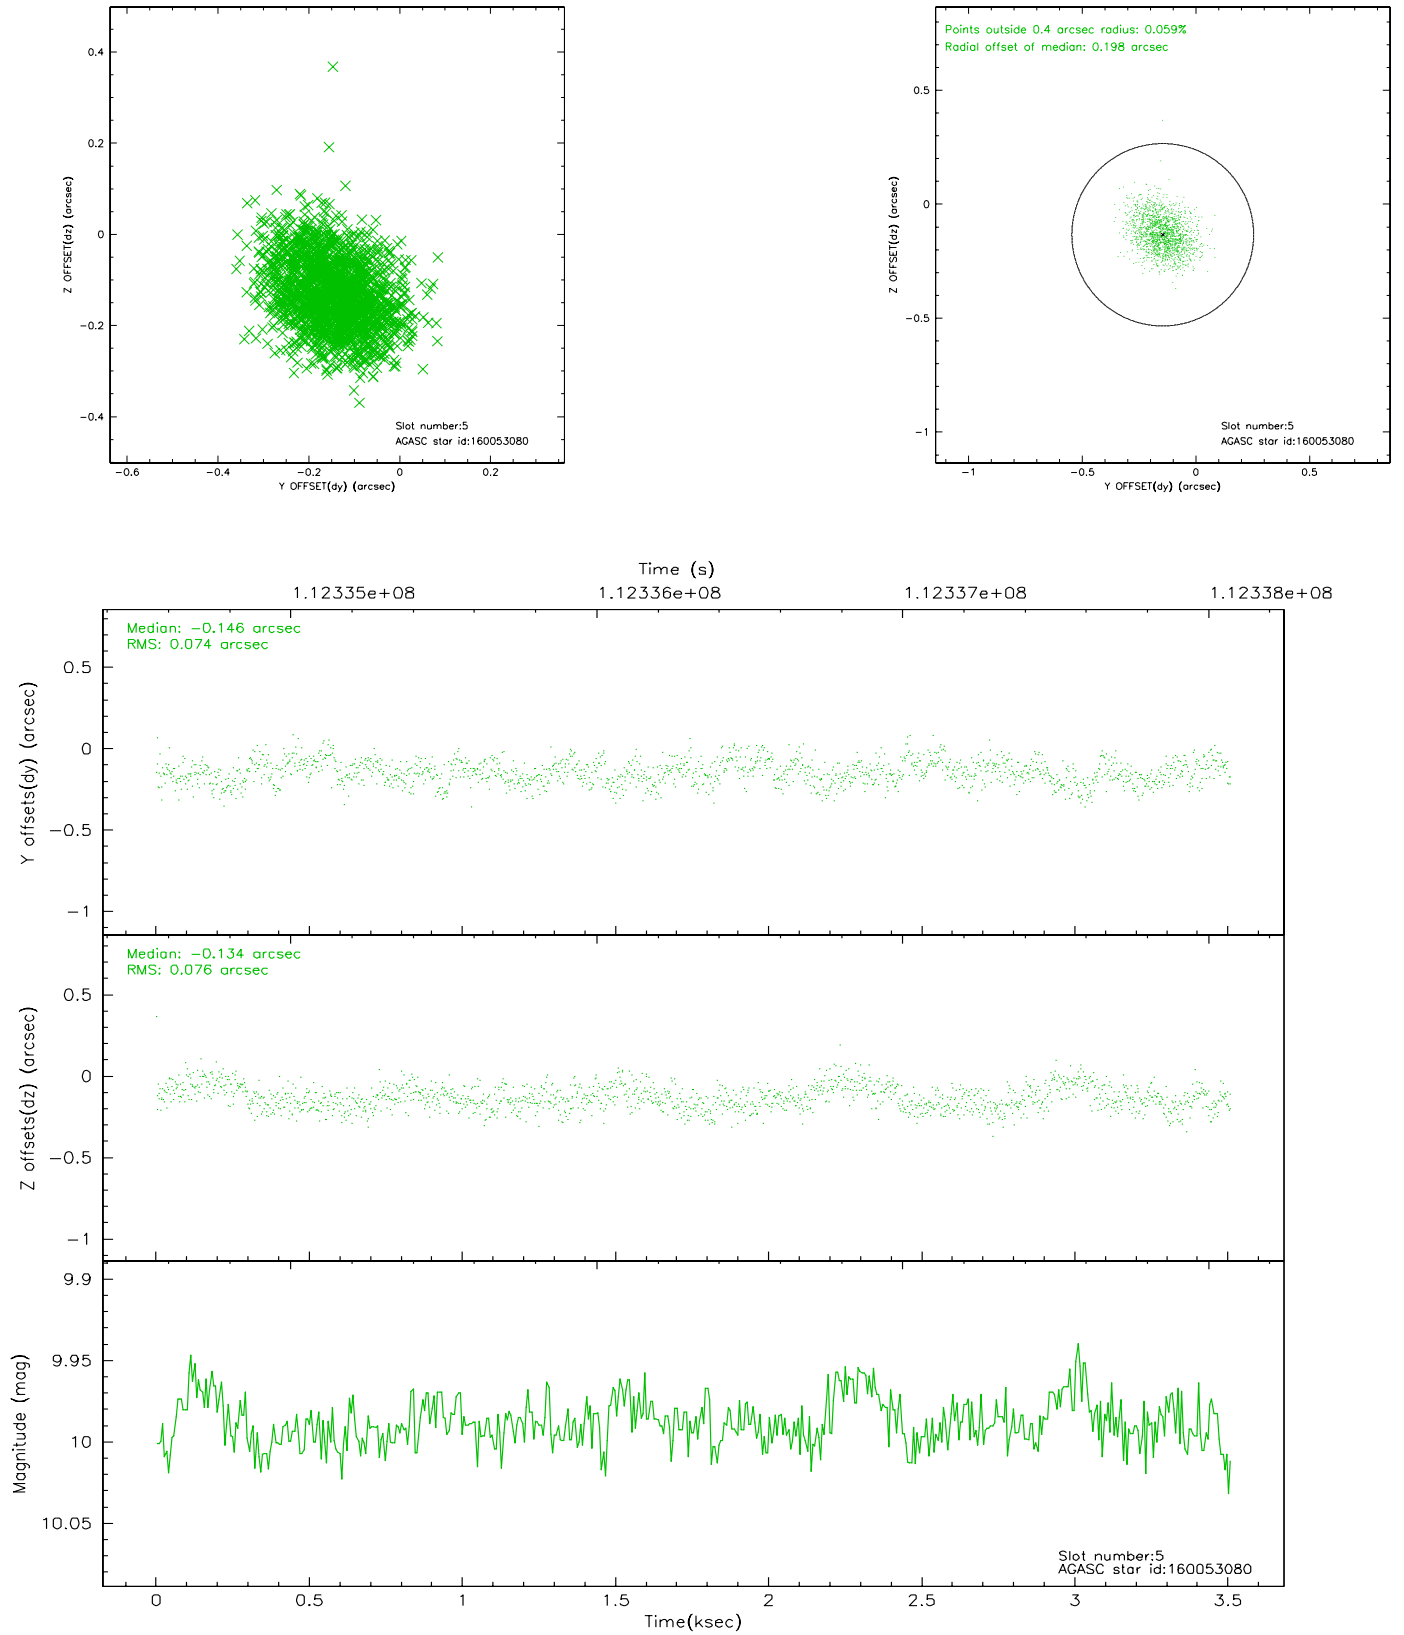 0.4
0.2
0
−0.2
−0.4
Z OFFSET(dz) (arcsec)
Slot number:5
AGASC star id:160053080
−0.6 −0.4 −0.2 0 0.2
Y OFFSET(dy) (arcsec)
Points outside 0.4 arcsec radius: 0.059%
Radial offset of median: 0.198 arcsec
0.5
0
−0.5
−1
Z OFFSET(dz) (arcsec)
Slot number:5
AGASC star id:160053080
−1 −0.5 0 0.5
Y OFFSET(dy) (arcsec)
Time (s)
1.12335e+08 1.12336e+08 1.12337e+08 1.12338e+08
Median: −0.146 arcsec
RMS: 0.074 arcsec
0.5
0
−0.5
−1
Y offsets(dy) (arcsec)
Median: −0.134 arcsec
RMS: 0.076 arcsec
0.5
0
−0.5
−1
Z offsets(dz) (arcsec)
9.9
9.95
10
10.05
Magnitude (mag)
Slot number:5
AGASC star id:160053080
0 0.5 1 1.5 2 2.5 3 3.5
Time(ksec)